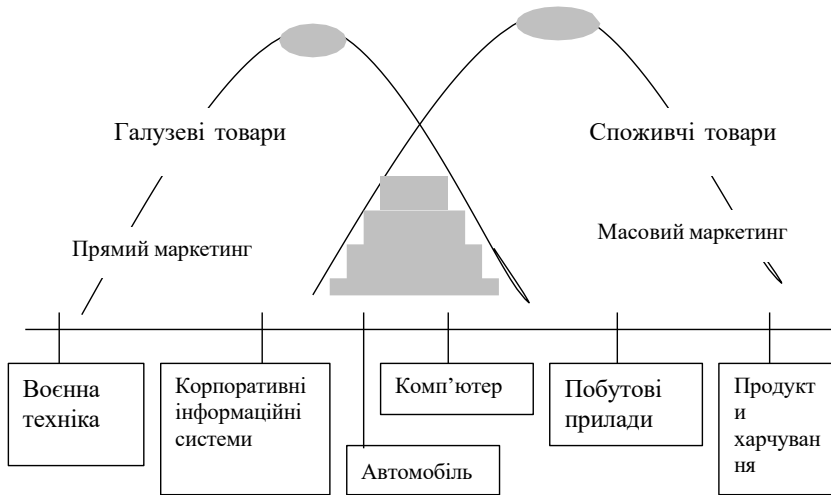 Галузеві товари
Споживчі товари
Прямий маркетинг
Масовий маркетинг
Воєнна
техніка
Корпоративні
інформаційні
системи
Автомобіль
Комп’ютер
Побутові
прилади
Продукт
и
харчуван
ня